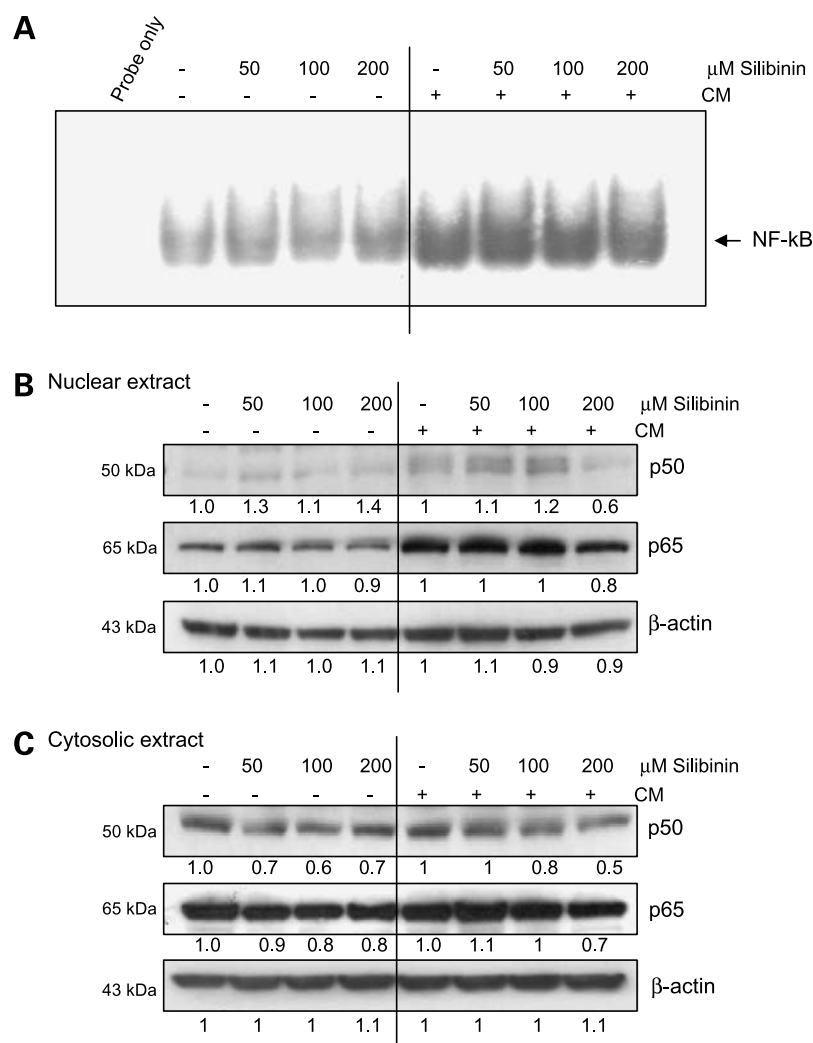 A
Probe only - 50 100 200 - 50 100 200 μM Silibinin
- - - - + + + + CM
NF-kB
B Nuclear extract
- 50 100 200 - 50 100 200 μM Silibinin
- - - - + + + + CM
50 kDa p50
1.0 1.3 1.1 1.4 1 1.1 1.2 0.6
65 kDa p65
1.0 1.1 1.0 0.9 1 1 1 0.8
43 kDa β-actin
1.0 1.1 1.0 1.1 1 1.1 0.9 0.9
C Cytosolic extract
- 50 100 200 - 50 100 200 μM Silibinin
- - - - + + + + CM
50 kDa p50
1.0 0.7 0.6 0.7 1 1 0.8 0.5
65 kDa p65
1.0 0.9 0.8 0.8 1.0 1.1 1 0.7
43 kDa β-actin
1 1 1 1.1 1 1 1 1.1